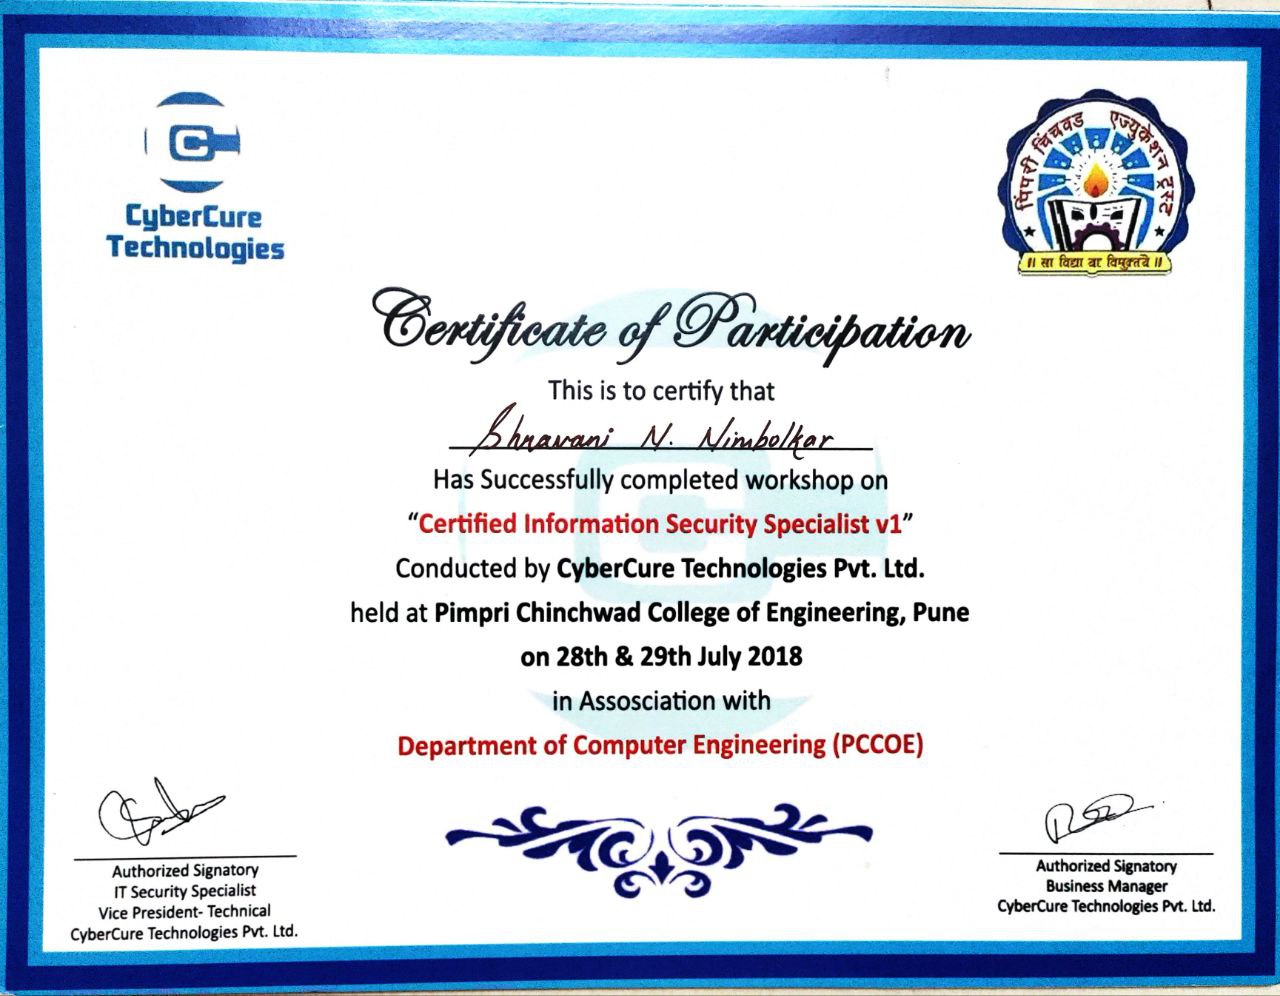 CyberCure
Technologies
पिंपरी चिंचवड एज्युकेशन ट्रस्ट
॥ सा विद्या या विमुक्तये ॥
Certificate of Participation
This is to certify that
Shravani N. Nimbolkar
Has Successfully completed workshop on
“Certified Information Security Specialist v1”
Conducted by CyberCure Technologies Pvt. Ltd.
held at Pimpri Chinchwad College of Engineering, Pune
on 28th & 29th July 2018
in Assosciation with
Department of Computer Engineering (PCCOE)
Authorized Signatory
IT Security Specialist
Vice President- Technical
CyberCure Technologies Pvt. Ltd.
Authorized Signatory
Business Manager
CyberCure Technologies Pvt. Ltd.